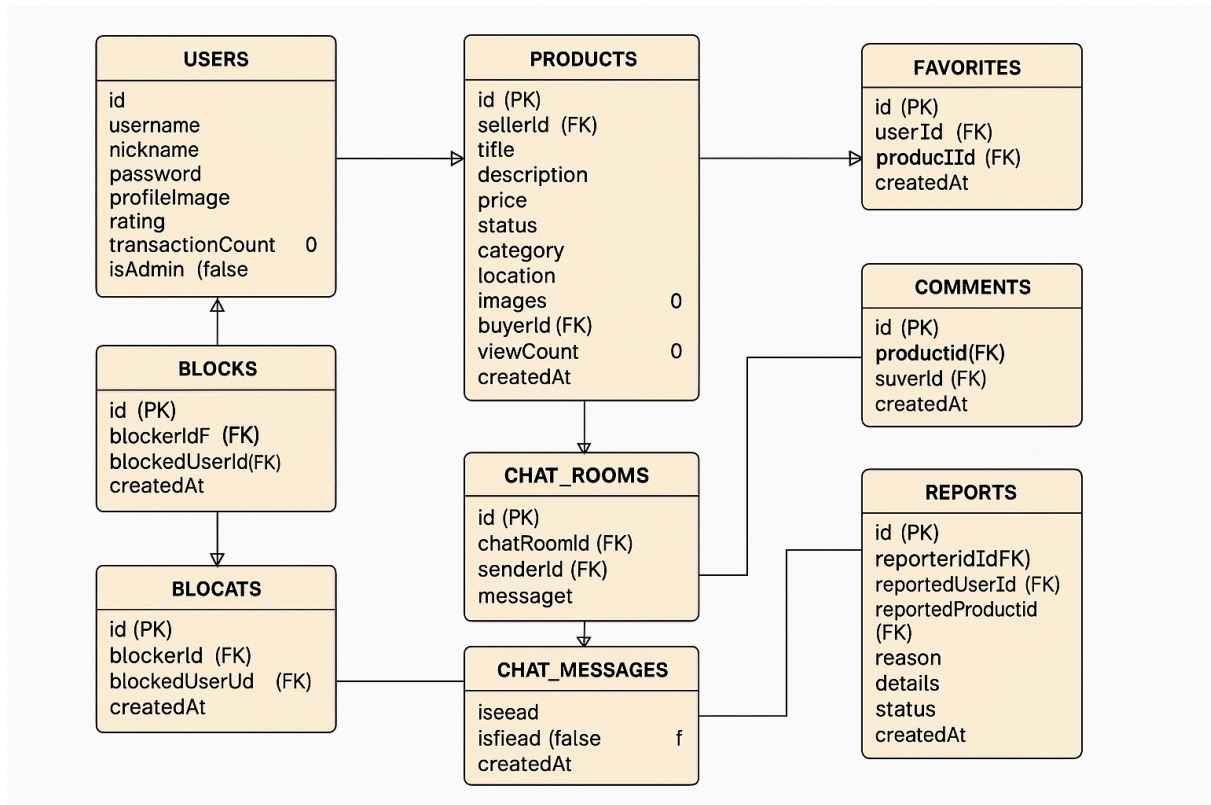 USERS
id
username
nickname
password
profileImage
rating
transactionCount 0
isAdmin (false
BLOCKS
id (PK)
blockerIdF (FK)
blockedUserId(FK)
createdAt
BLOCATS
id (PK)
blockerId (FK)
blockedUserUd (FK)
createdAt
PRODUCTS
id (PK)
sellerId (FK)
tifle
description
price
status
category
location
images 0
buyerId (FK)
viewCount 0
createdAt
CHAT_ROOMS
id (PK)
chatRoomId (FK)
senderId (FK)
messaget
CHAT_MESSAGES
iseead
isfiead (false f
createdAt
FAVORITES
id (PK)
userId (FK)
producIId (FK)
createdAt
COMMENTS
id (PK)
productid(FK)
suverId (FK)
createdAt
REPORTS
id (PK)
reporteridIdFK)
reportedUserId (FK)
reportedProductid
(FK)
reason
details
status
createdAt